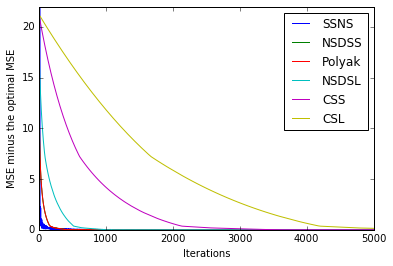 20
15
10
5
0
MSE minus the optimal MSE
SSNS
NSDSS
Polyak
NSDSL
CSS
CSL
0 1000 2000 3000 4000 5000
Iterations